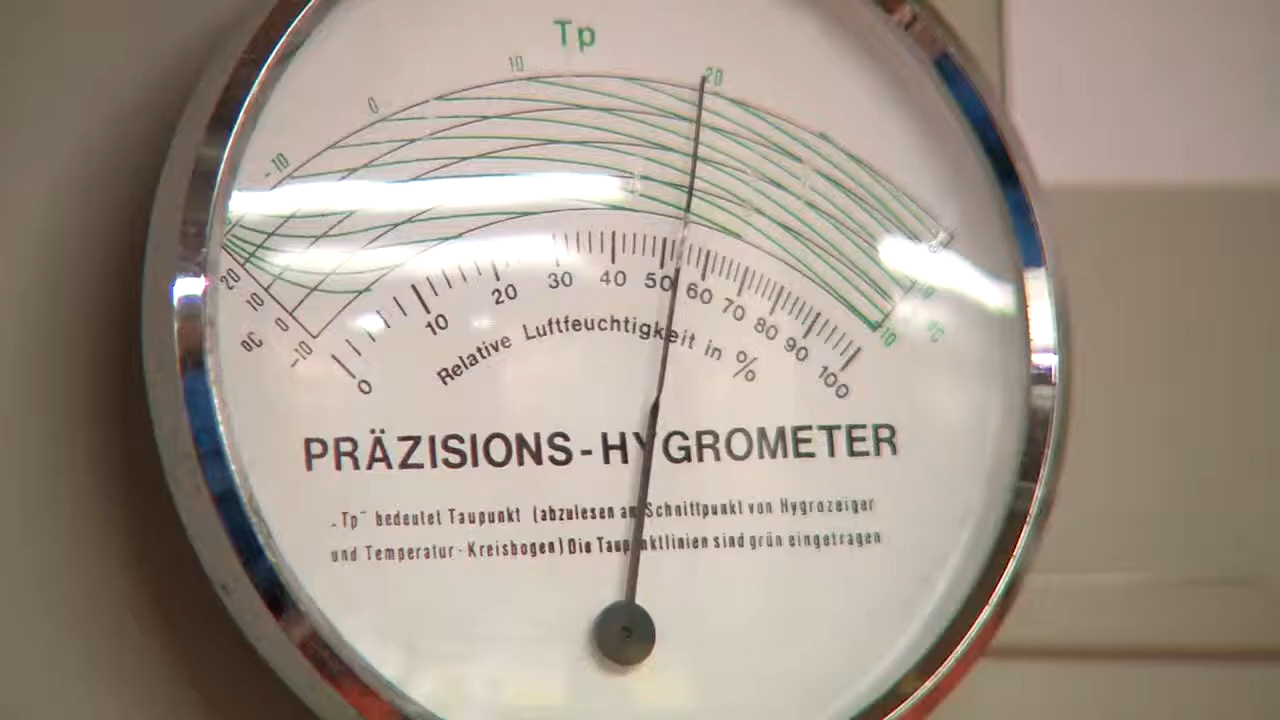 Tp
-10 0 10 20
20 10 0 -10
°C
10
°C
0 10 20 30 40 50 60 70 80 90 100
Relative Luftfeuchtigkeit in %
PRÄZISIONS-HYGROMETER
„Tp“ bedeutet Taupunkt (abzulesen am Schnittpunkt von Hygrozeiger
und Temperatur-Kreisbogen) Die Taupunktlinien sind grün eingetragen